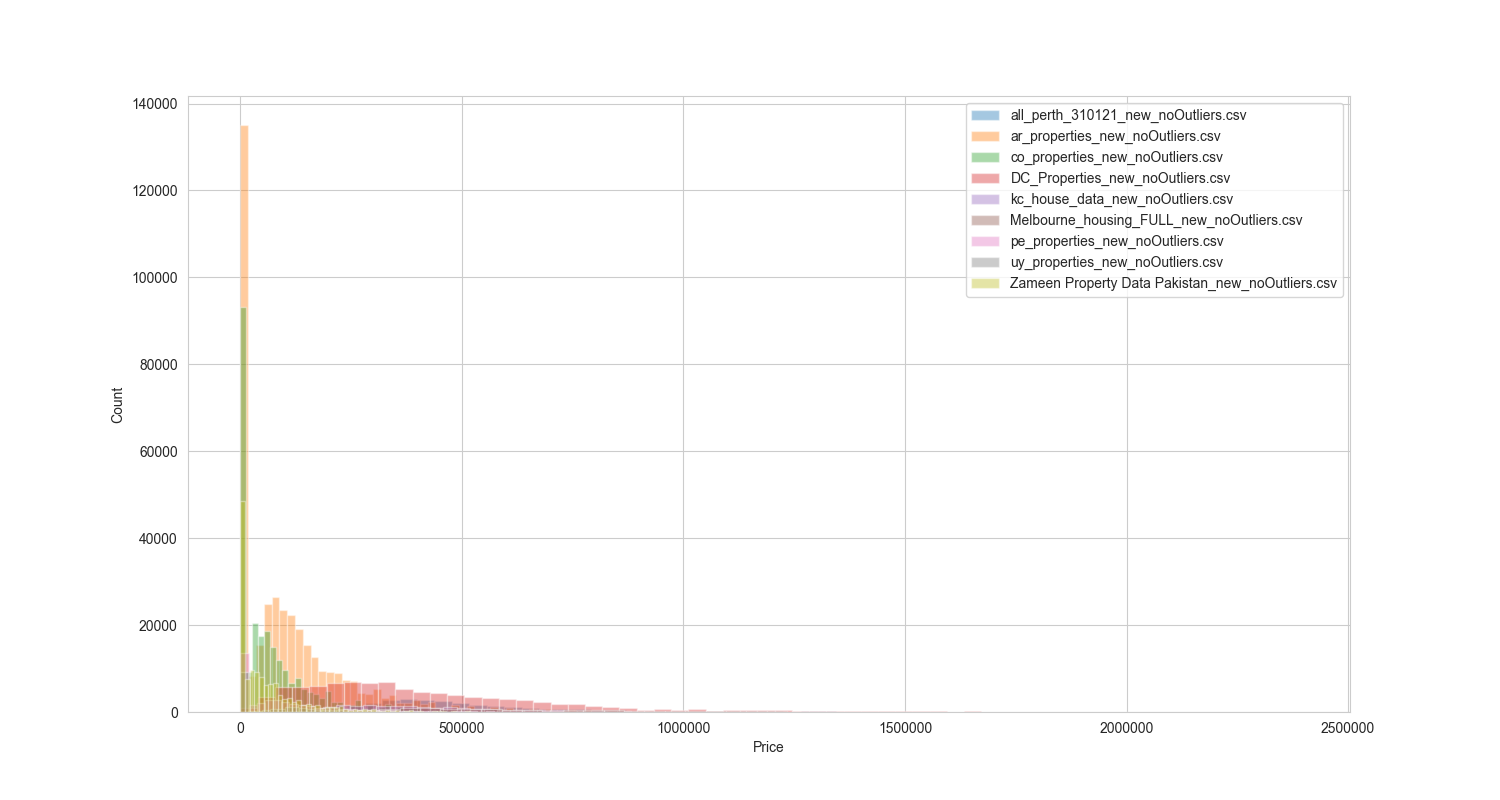 140000
120000
100000
80000
60000
40000
20000
0
Count
0
500000
1000000
1500000
2000000
2500000
Price
all_perth_310121_new_noOutliers.csv
ar_properties_new_noOutliers.csv
co_properties_new_noOutliers.csv
DC_Properties_new_noOutliers.csv
kc_house_data_new_noOutliers.csv
Melbourne_housing_FULL_new_noOutliers.csv
pe_properties_new_noOutliers.csv
uy_properties_new_noOutliers.csv
Zameen Property Data Pakistan_new_noOutliers.csv